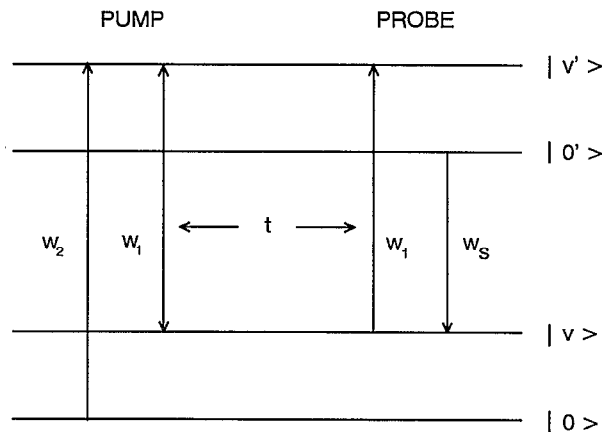 PUMP PROBE
| v' >
| 0' >
t
w₂ w₁ w₁ wₛ
| v >
| 0 >